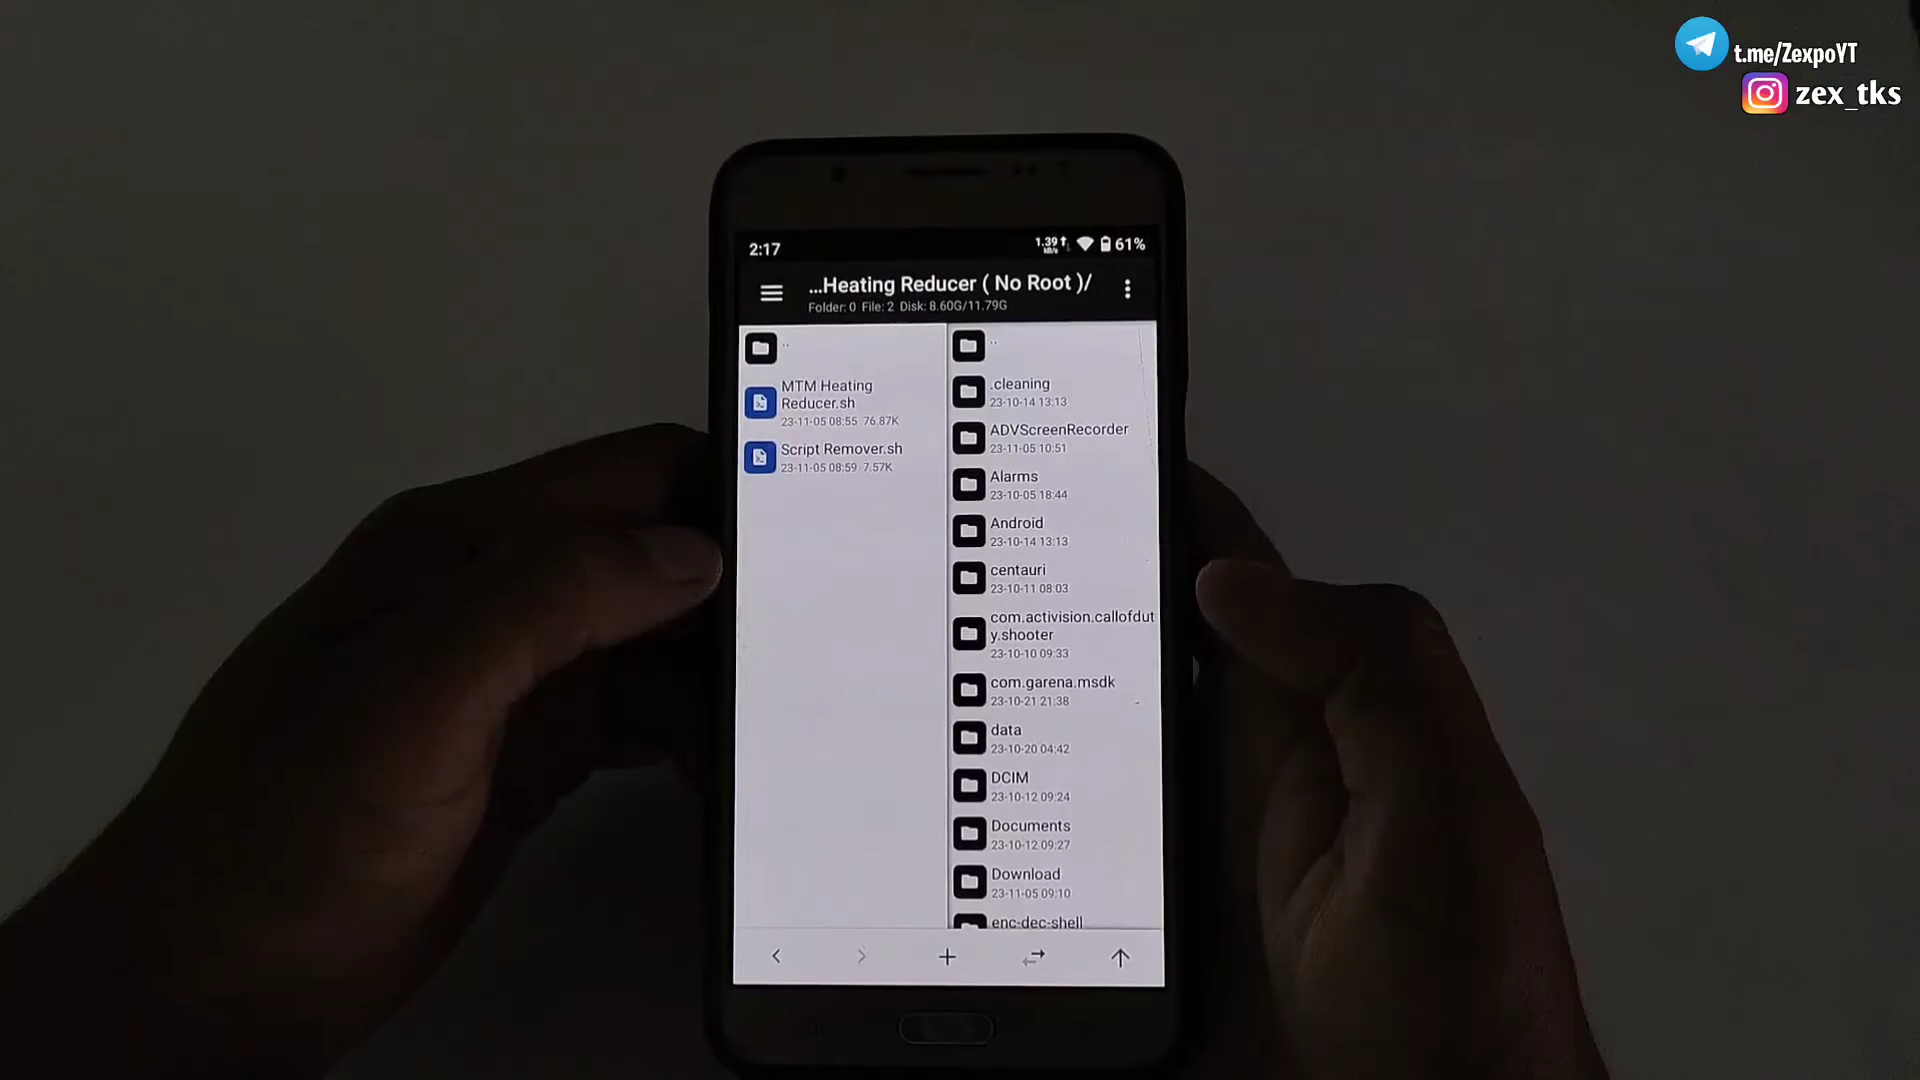 t.me/ZexpoYT
zex_tks
2:17
1.39
61%
...Heating Reducer ( No Root )/
Folder: 0 File: 2 Disk: 8.60G/11.79G
..
MTM Heating
Reducer.sh
23-11-05 08:55 76.87K
Script Remover.sh
23-11-05 08:59 7.57K
..
.cleaning
23-10-14 13:13
ADVScreenRecorder
23-11-05 10:51
Alarms
23-10-05 18:44
Android
23-10-14 13:13
centauri
23-10-11 08:03
com.activision.callofdut
y.shooter
23-10-10 09:33
com.garena.msdk
23-10-21 21:38
data
23-10-20 04:42
DCIM
23-10-12 09:24
Documents
23-10-12 09:27
Download
23-11-05 09:10
enc-dec-shell